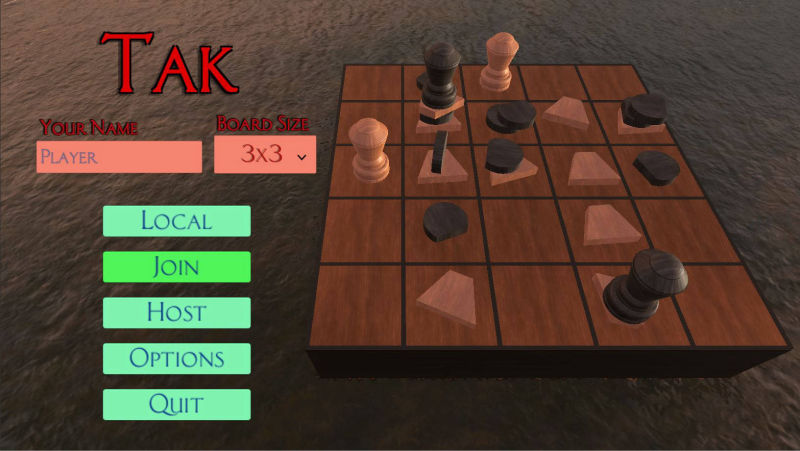 Tak
Your Name
Board Size
Player
3x3
Local
Join
Host
Options
Quit